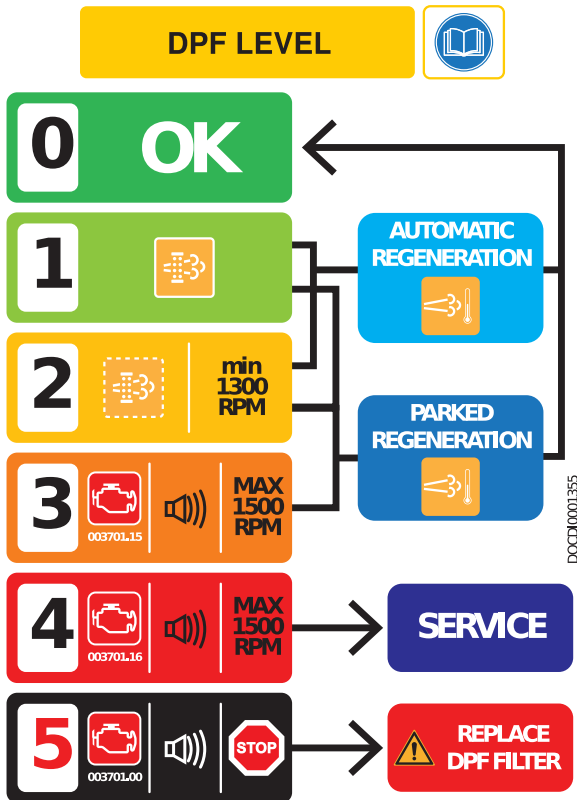 DPF LEVEL
0
OK
1
AUTOMATIC
REGENERATION
2
min
1300
RPM
PARKED
REGENERATION
3
003701.15
MAX
1500
RPM
DOCDI0001355
4
003701.16
MAX
1500
RPM
SERVICE
5
003701.00
STOP
REPLACE
DPF FILTER